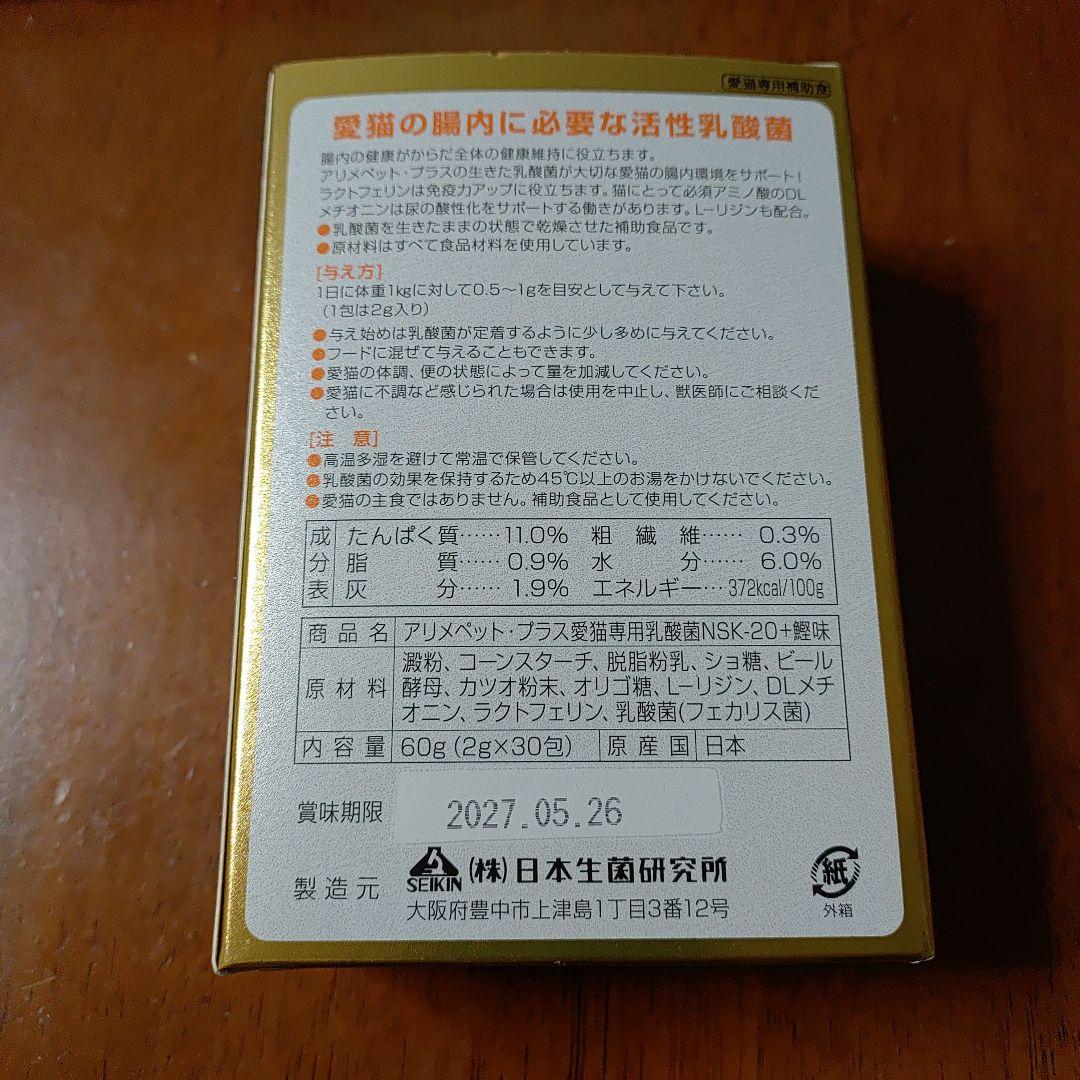 愛猫専用補助食
愛猫の腸内に必要な活性乳酸菌
腸内の健康がからだ全体の健康維持に役立ちます。
アリメペット・プラスの生きた乳酸菌が大切な愛猫の腸内環境をサポート!
ラクトフェリンは免疫力アップに役立ちます。猫にとって必須アミノ酸のDL
メチオニンは尿の酸性化をサポートする働きがあります。L-リジンも配合。
●乳酸菌を生きたままの状態で乾燥させた補助食品です。
●原材料はすべて食品材料を使用しています。
[与え方]
1日に体重1kgに対して0.5〜1gを目安として与えて下さい。
(1包は2g入り)
●与え始めは乳酸菌が定着するように少し多めに与えてください。
●フードに混ぜて与えることもできます。
●愛猫の体調、便の状態によって量を加減してください。
●愛猫に不調など感じられた場合は使用を中止し、獣医師にご相談くだ
さい。
[注 意]
●高温多湿を避けて常温で保管してください。
●乳酸菌の効果を保持するため45℃以上のお湯をかけないでください。
●愛猫の主食ではありません。補助食品として使用してください。
成 たんぱく質……11.0% 粗繊維…… 0.3%
分 脂質…… 0.9% 水分…… 6.0%
表 灰分…… 1.9% エネルギー… 372kcal/100g
商品名 アリメペット・プラス愛猫専用乳酸菌NSK-20+鰹味
原材料 澱粉、コーンスターチ、脱脂粉乳、ショ糖、ビール
酵母、カツオ粉末、オリゴ糖、L-リジン、DLメチ
オニン、ラクトフェリン、乳酸菌(フェカリス菌)
内容量 60g (2g×30包) 原産国 日本
賞味期限 2027.05.26
製造元 SEIKIN (株)日本生菌研究所
大阪府豊中市上津島1丁目3番12号
紙
外箱